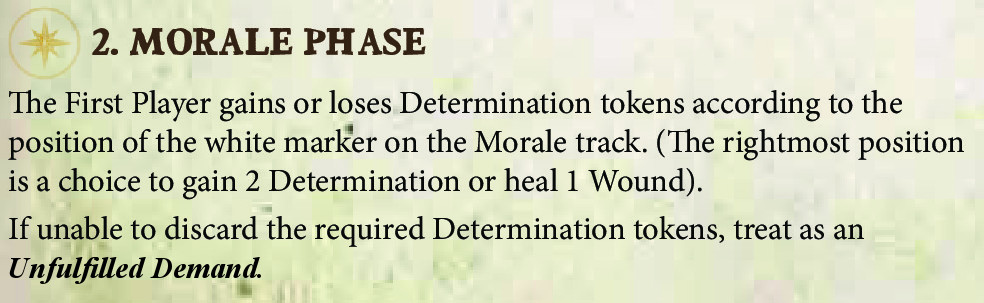 2. MORALE PHASE
The First Player gains or loses Determination tokens according to the
position of the white marker on the Morale track. (The rightmost position
is a choice to gain 2 Determination or heal 1 Wound).
If unable to discard the required Determination tokens, treat as an
Unfulfilled Demand.